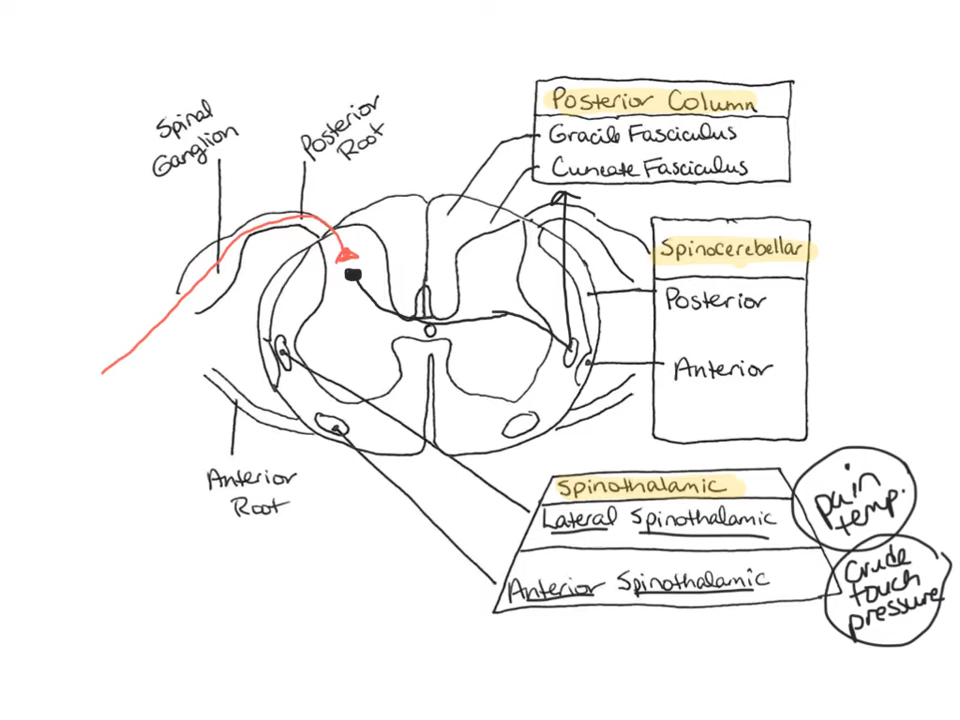 Spinal
Ganglion
Posterior
Root
Posterior Column
Gracile Fasciculus
Cuneate Fasciculus
Spinocerebellar
Posterior
Anterior
Anterior
Root
Spinothalamic
Lateral Spinothalamic
Anterior Spinothalamic
pain
temp.
Crude
touch
pressure